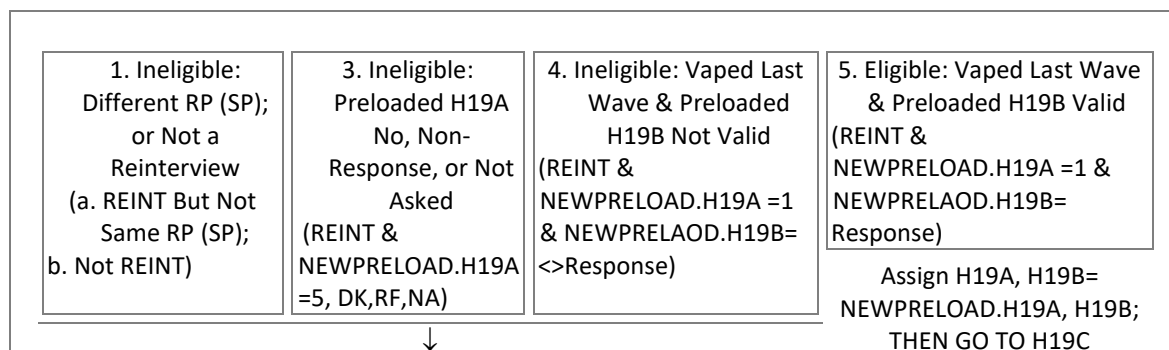 1. Ineligible:
Different RP (SP);
or Not a
Reinterview
(a. REINT But Not
Same RP (SP);
b. Not REINT)
3. Ineligible:
Preloaded H19A
No, Non-
Response, or Not
Asked
(REINT &
NEWPRELOAD.H19A
=5, DK,RF,NA)
4. Ineligible: Vaped Last
Wave & Preloaded
H19B Not Valid
(REINT &
NEWPRELOAD.H19A =1
& NEWPRELAOD.H19B=
<>Response)
5. Eligible: Vaped Last Wave
& Preloaded H19B Valid
(REINT &
NEWPRELOAD.H19A =1 &
NEWPRELAOD.H19B=
Response)
Assign H19A, H19B=
NEWPRELOAD.H19A, H19B;
THEN GO TO H19C
↓